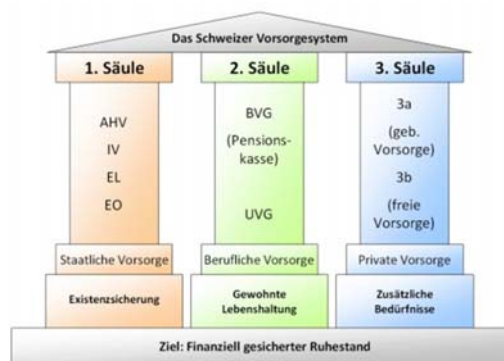 Das Schweizer Vorsorgesystem
1. Säule
AHV
IV
EL
EO
Staatliche Vorsorge
Existenzsicherung
2. Säule
BVG
(Pensions-
kasse)
UVG
Berufliche Vorsorge
Gewohnte
Lebenshaltung
3. Säule
3a
(geb.
Vorsorge)
3b
(freie
Vorsorge)
Private Vorsorge
Zusätzliche
Bedürfnisse
Ziel: Finanziell gesicherter Ruhestand